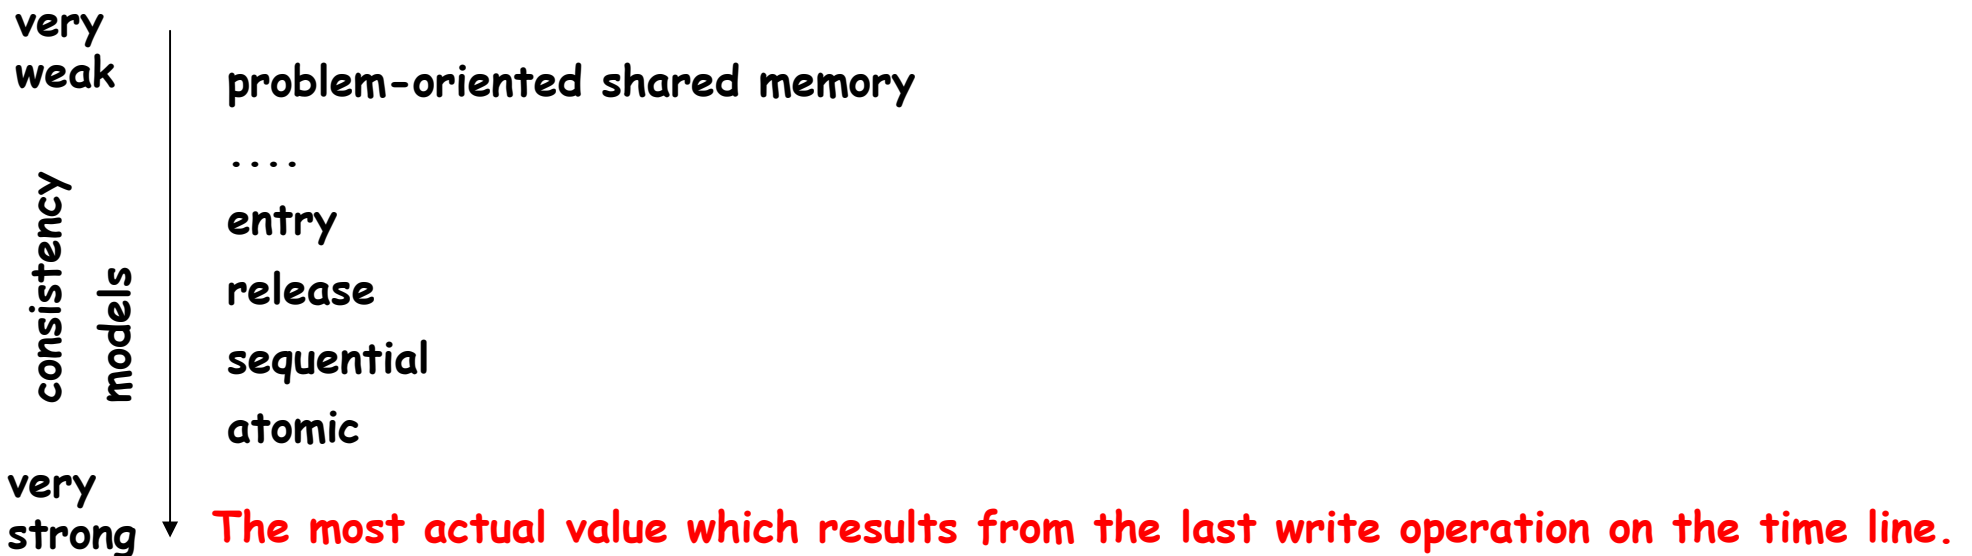 very
weak
problem-oriented shared memory
....
entry
consistency
models
release
sequential
atomic
very
strong
The most actual value which results from the last write operation on the time line.